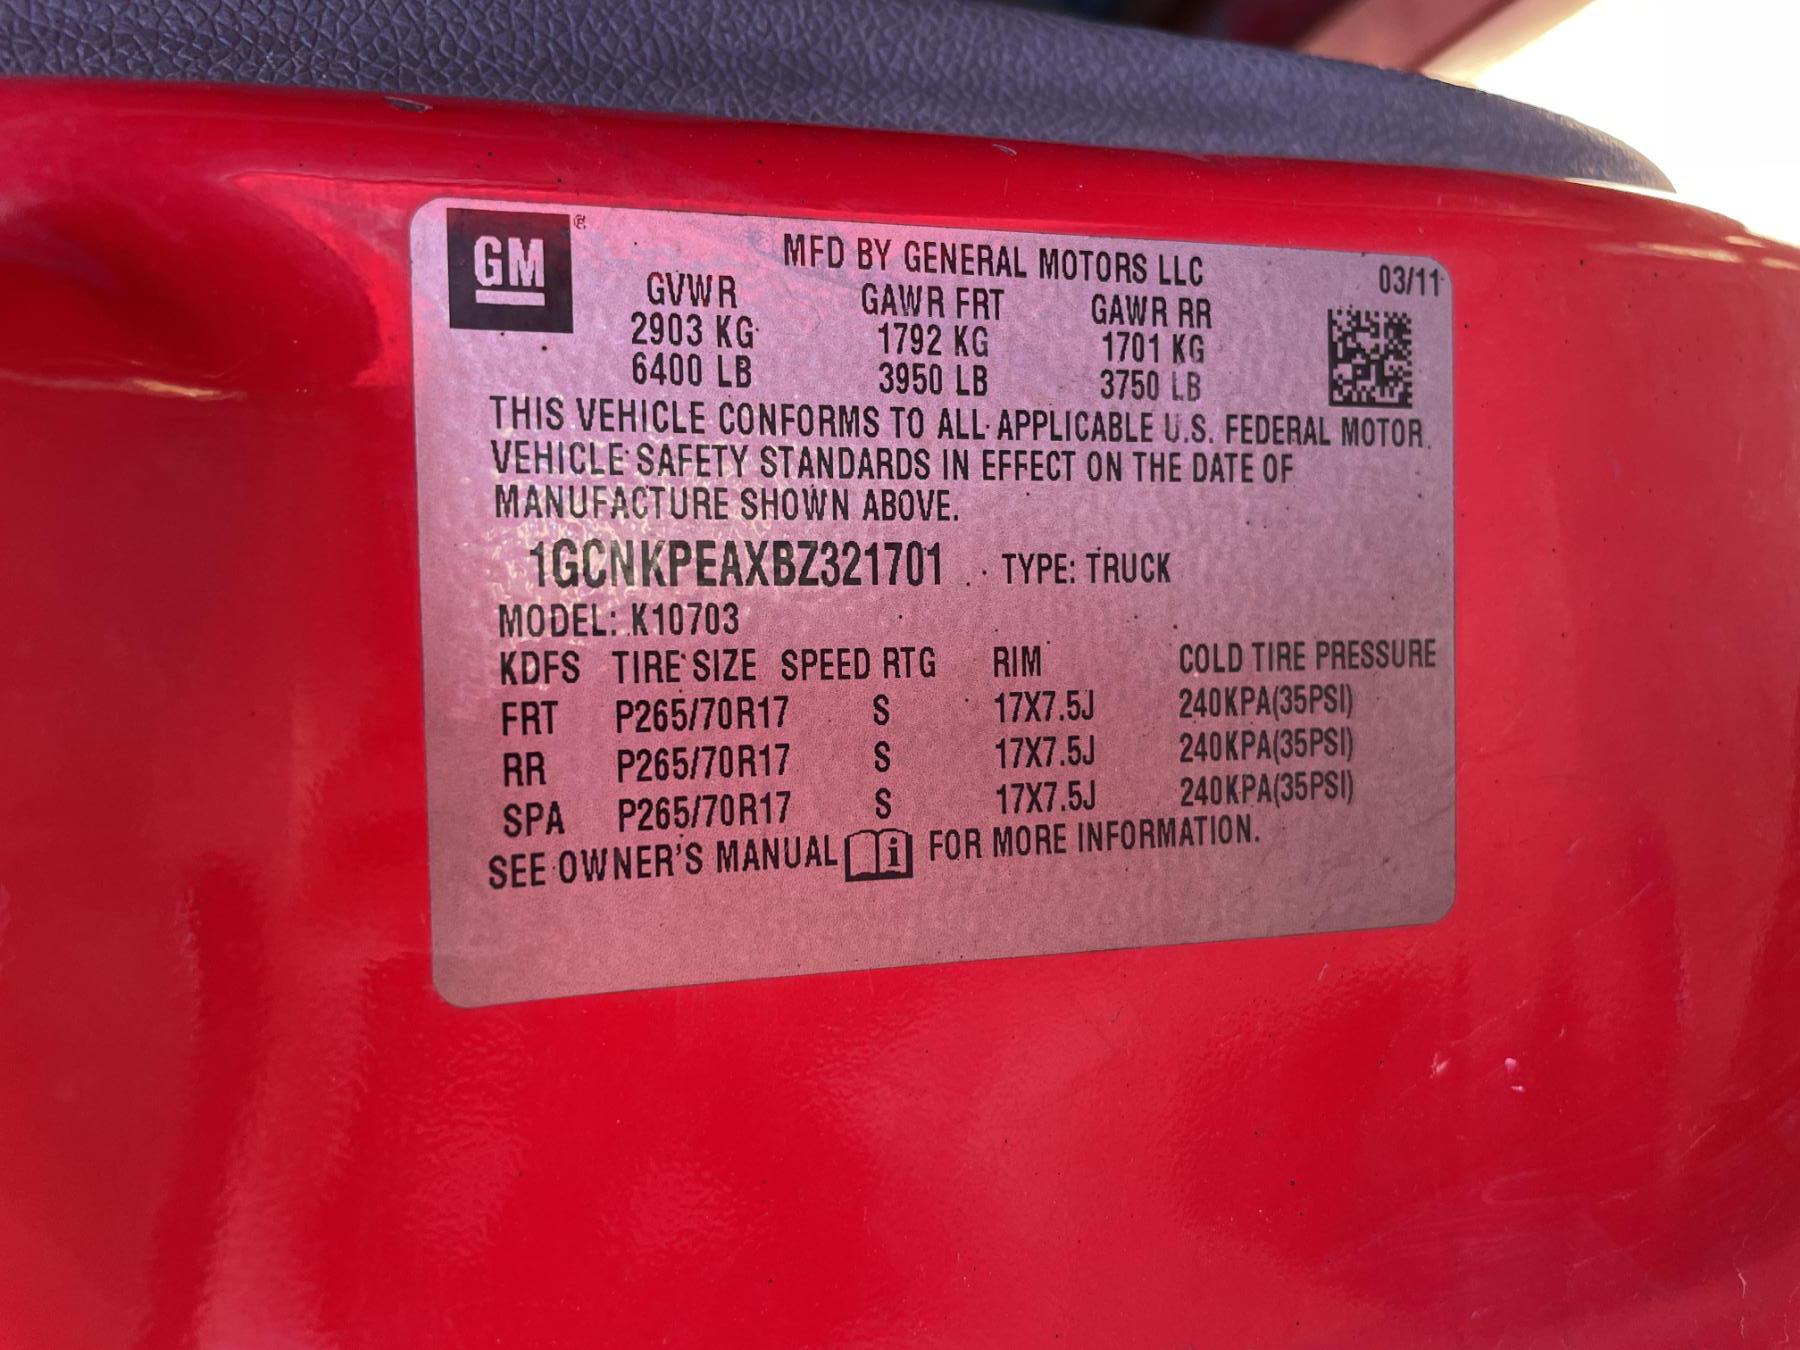 GM ®
MFD BY GENERAL MOTORS LLC 03/11
GVWR GAWR FRT GAWR RR
2903 KG 1792 KG 1701 KG
6400 LB 3950 LB 3750 LB
THIS VEHICLE CONFORMS TO ALL APPLICABLE U.S. FEDERAL MOTOR
VEHICLE SAFETY STANDARDS IN EFFECT ON THE DATE OF
MANUFACTURE SHOWN ABOVE.
1GCNKPEAXBZ321701 TYPE: TRUCK
MODEL: K10703
KDFS TIRE SIZE SPEED RTG RIM COLD TIRE PRESSURE
FRT P265/70R17 S 17X7.5J 240KPA(35PSI)
RR P265/70R17 S 17X7.5J 240KPA(35PSI)
SPA P265/70R17 S 17X7.5J 240KPA(35PSI)
SEE OWNER'S MANUAL i FOR MORE INFORMATION.